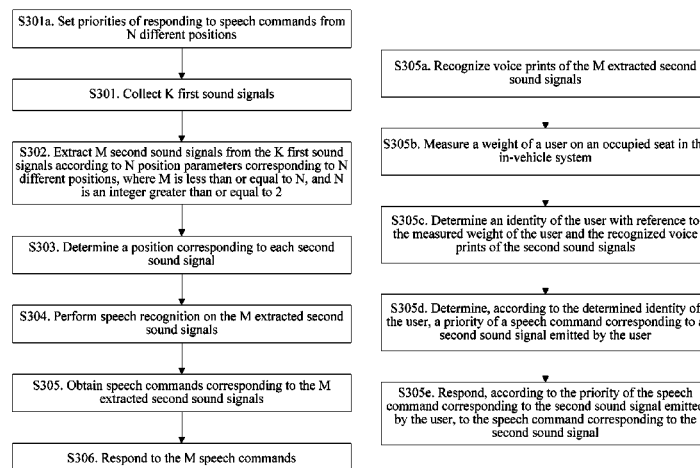 S301a. Set priorities of responding to speech commands from
N different positions
S301. Collect K first sound signals
S302. Extract M second sound signals from the K first sound
signals according to N position parameters corresponding to N
different positions, where M is less than or equal to N, and N
is an integer greater than or equal to 2
S303. Determine a position corresponding to each second
sound signal
S304. Perform speech recognition on the M extracted second
sound signals
S305. Obtain speech commands corresponding to the M
extracted second sound signals
S306. Respond to the M speech commands
S305a. Recognize voice prints of the M extracted second
sound signals
S305b. Measure a weight of a user on an occupied seat in
in-vehicle system
S305c. Determine an identity of the user with reference to
the measured weight of the user and the recognized voice
prints of the second sound signals
S305d. Determine, according to the determined identity of
the user, a priority of a speech command corresponding to
second sound signal emitted by the user
S305e. Respond, according to the priority of the speech
command corresponding to the second sound signal
by the user, to the speech command corresponding to the
second sound signal